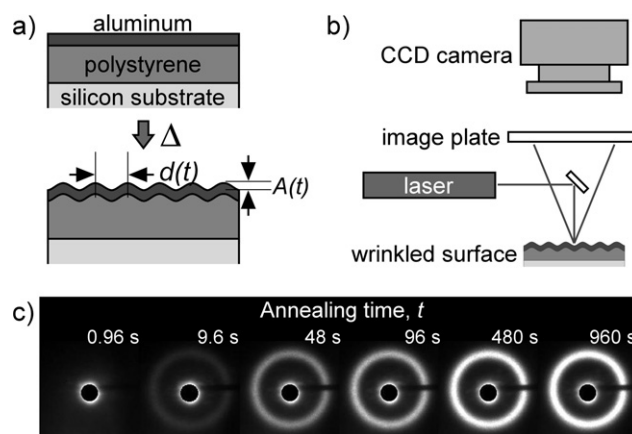 a)
aluminum
polystyrene
silicon substrate
Δ
d(t)
A(t)
b)
CCD camera
image plate
laser
wrinkled surface
c)
Annealing time, t
0.96 s 9.6 s 48 s 96 s 480 s 960 s